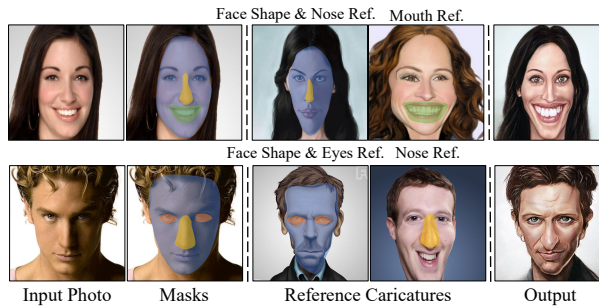 Face Shape & Nose Ref. Mouth Ref.
Face Shape & Eyes Ref. Nose Ref.
Input Photo Masks Reference Caricatures Output